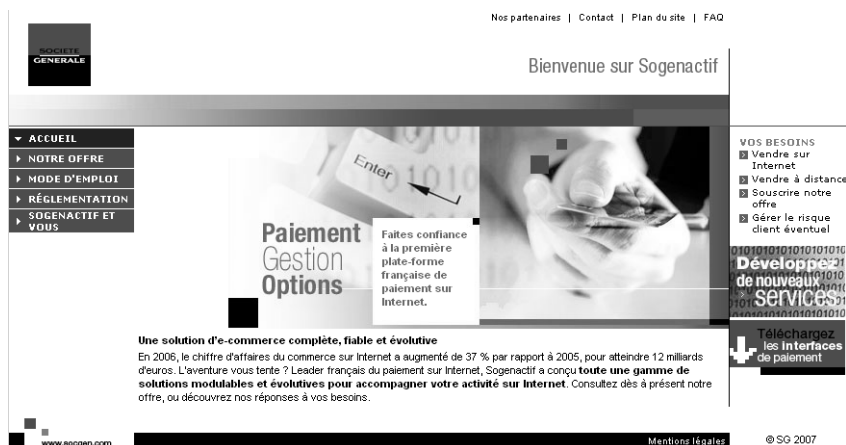 Nos partenaires | Contact | Plan du site | FAQ
SOCIETE
GENERALE
Bienvenue sur Sogenactif
ACCUEIL
NOTRE OFFRE
MODE D'EMPLOI
RÉGLEMENTATION
SOGENACTIF ET
VOUS
Enter
Paiement
Gestion
Options
Faites confiance
à la première
plate-forme
française de
paiement sur
Internet.
VOS BESOINS
Vendre sur
Internet
Vendre à distance
Souscrire notre
offre
Gérer le risque
client éventuel
Développez
de nouveaux
services
Téléchargez
les interfaces
de paiement
Une solution d'e-commerce complète, fiable et évolutive
En 2006, le chiffre d'affaires du commerce sur Internet a augmenté de 37 % par rapport à 2005, pour atteindre 12 milliards
d'euros. L'aventure vous tente ? Leader français du paiement sur Internet, Sogenactif a conçu toute une gamme de
solutions modulables et évolutives pour accompagner votre activité sur Internet. Consultez dès à présent notre
offre, ou découvrez nos réponses à vos besoins.
www.socgen.com
Mentions légales
© SG 2007